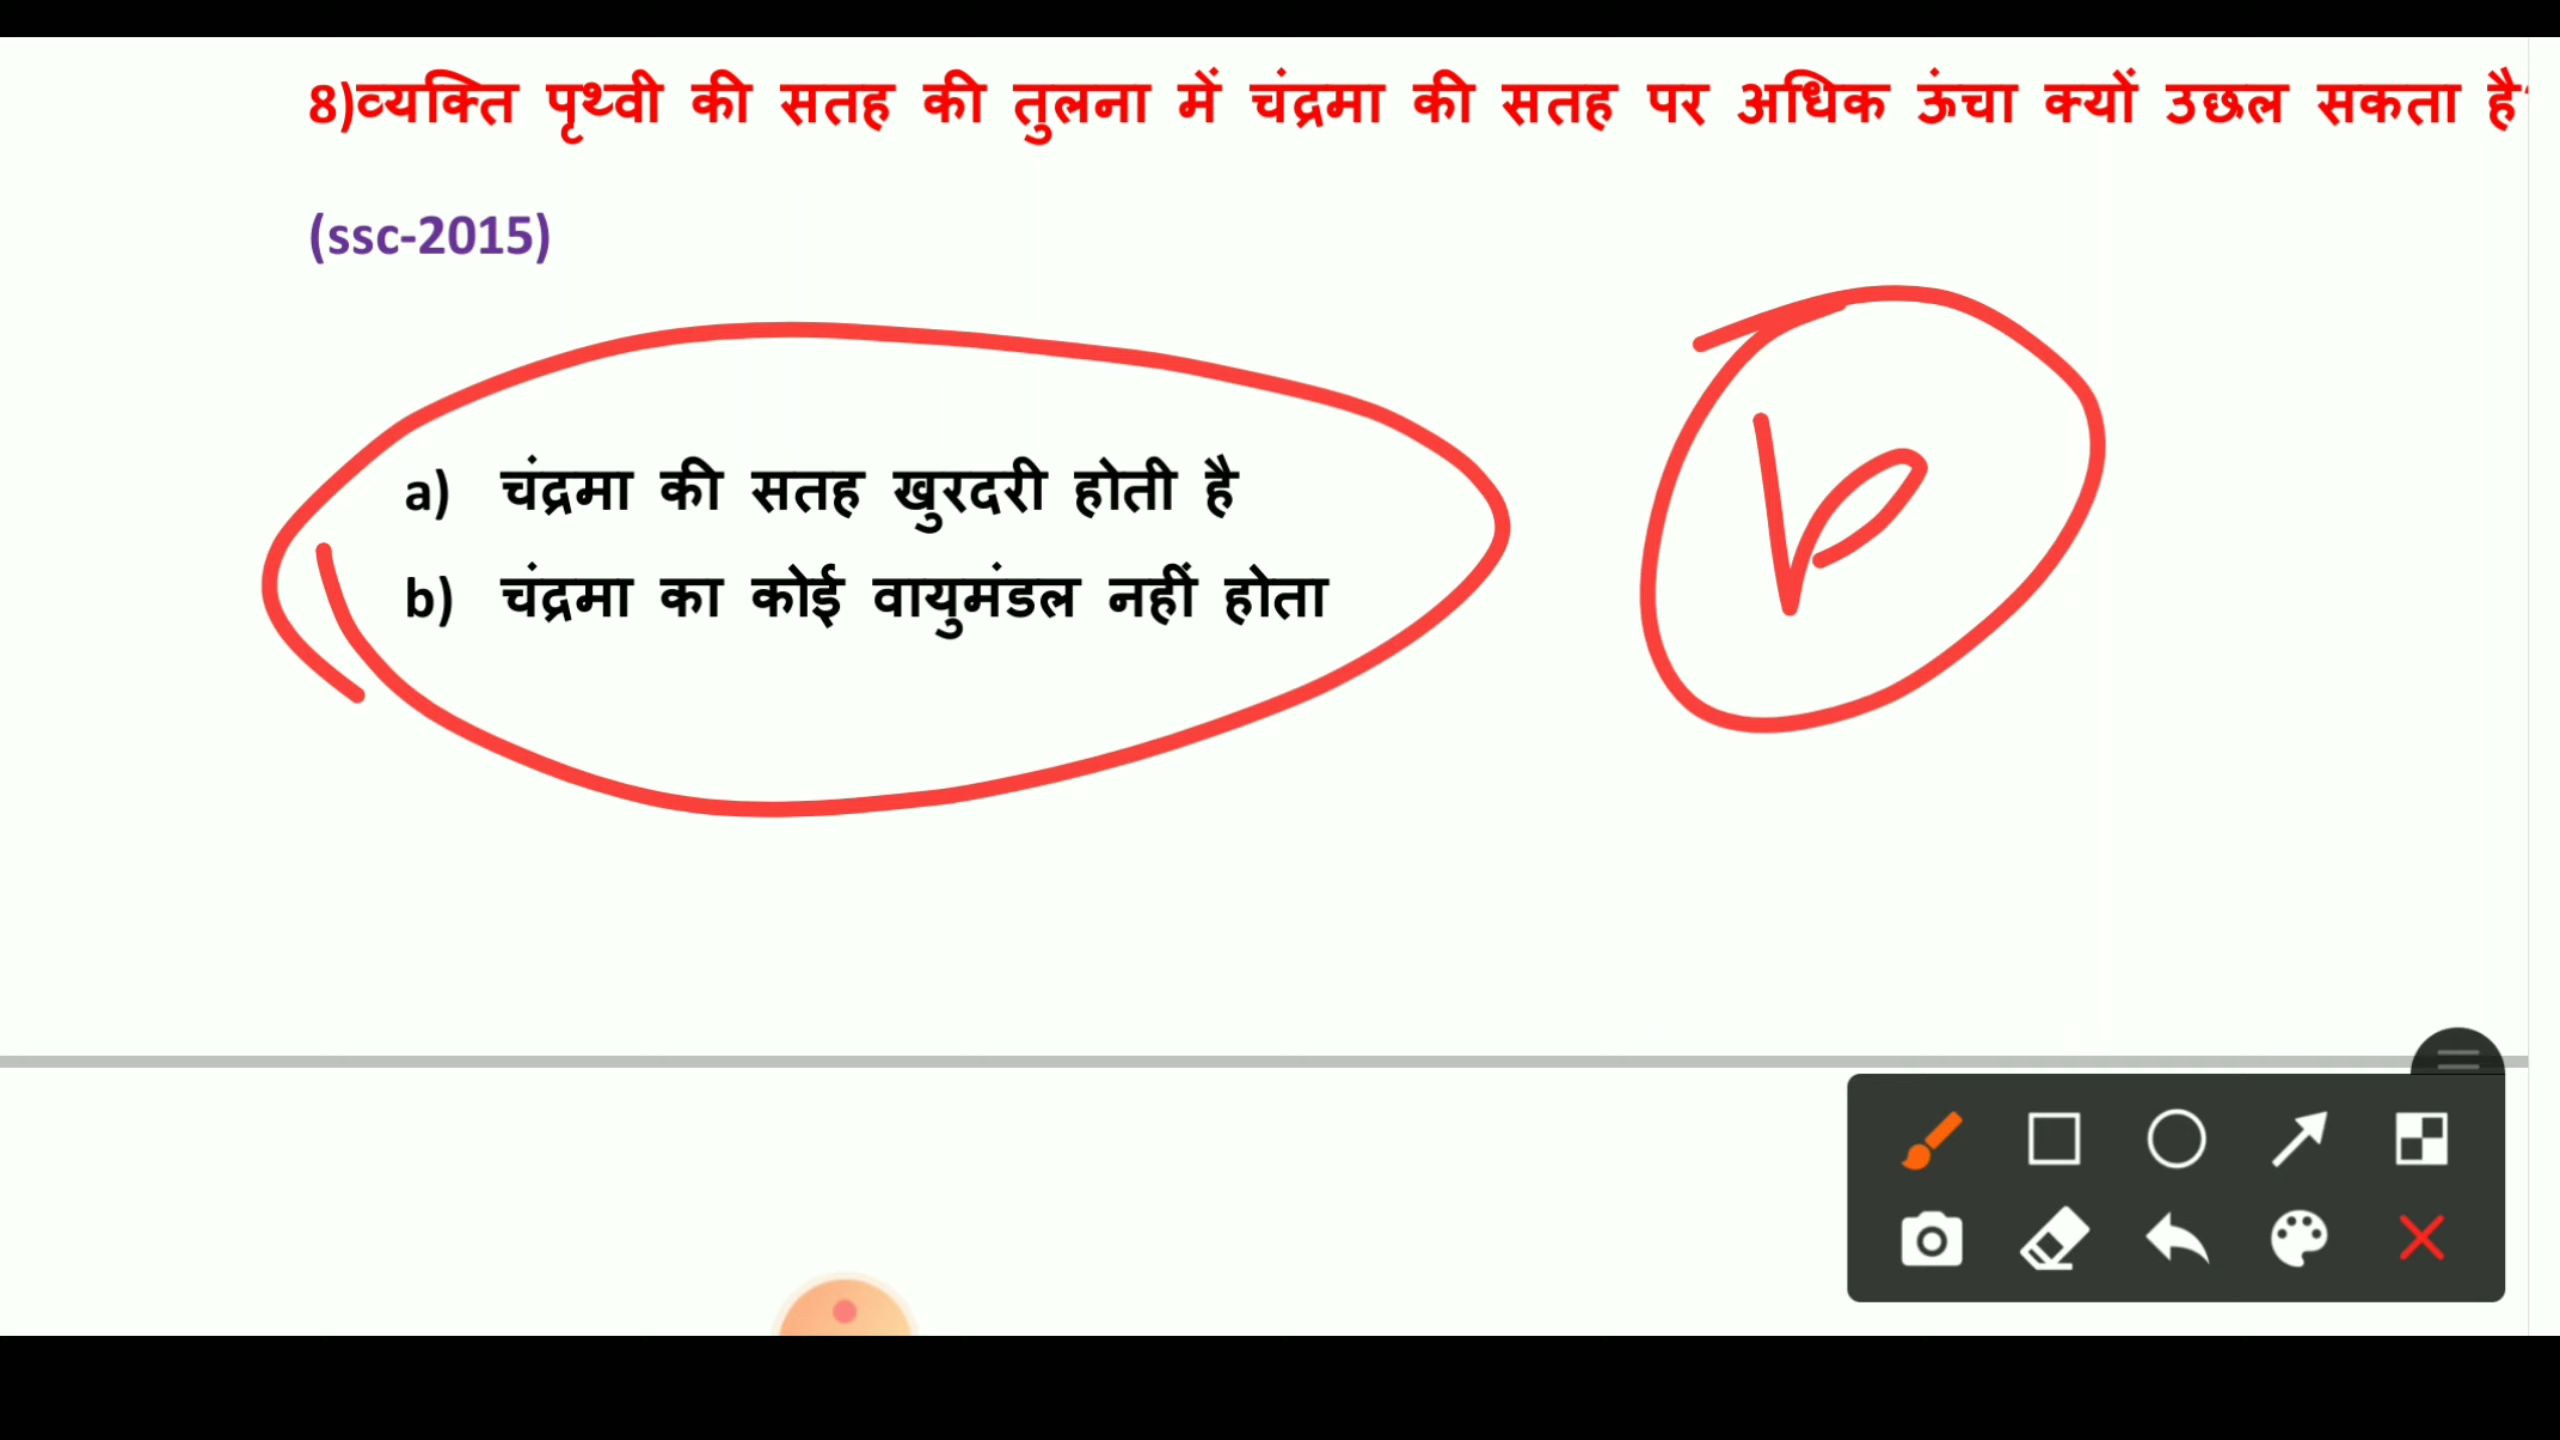 8)व्यक्ति पृथ्वी की सतह की तुलना में चंद्रमा की सतह पर अधिक ऊंचा क्यों उछल सकता है
(ssc-2015)
a) चंद्रमा की सतह खुरदरी होती है
b) चंद्रमा का कोई वायुमंडल नहीं होता
b